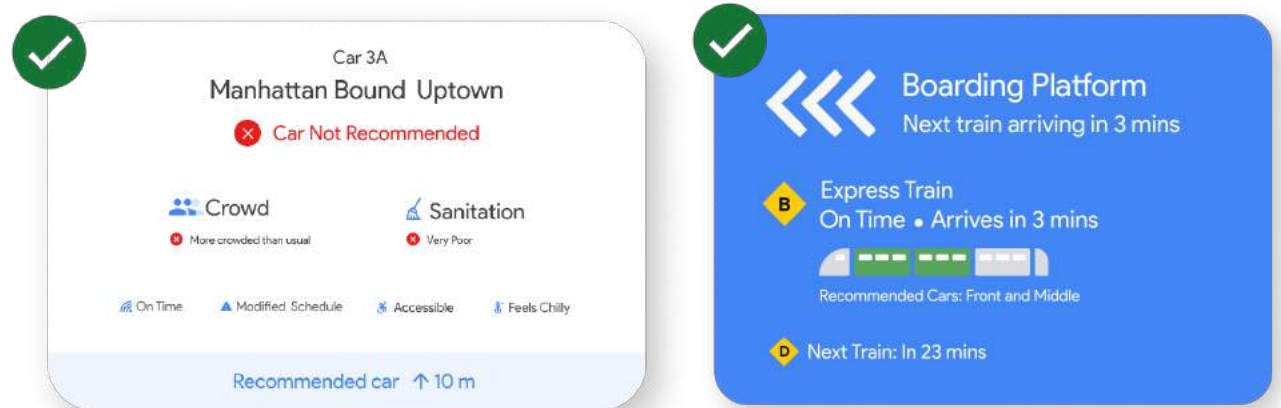 Car 3A
Manhattan Bound Uptown
Car Not Recommended
Crowd
More crowded than usual
Sanitation
Very Poor
On Time
Modified Schedule
Accessible
Feels Chilly
Recommended car ↑ 10 m
Boarding Platform
Next train arriving in 3 mins
B
Express Train
On Time • Arrives in 3 mins
Recommended Cars: Front and Middle
D
Next Train: In 23 mins